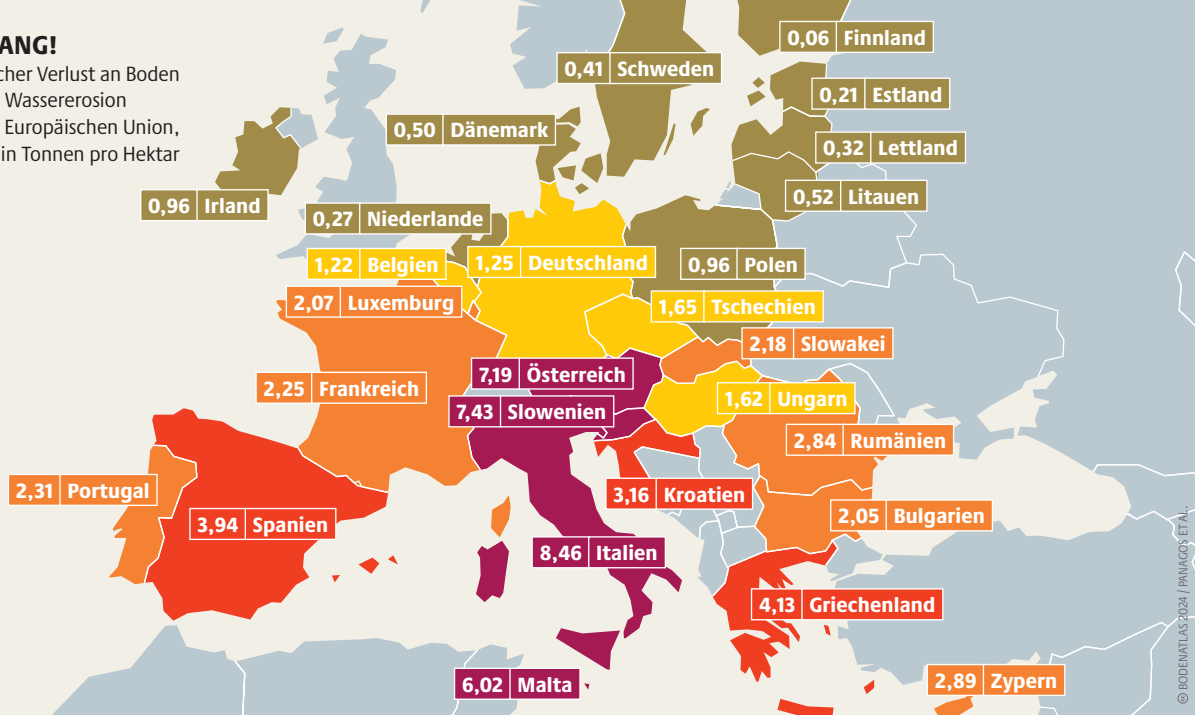 ANG!
cher Verlust an Boden
Wassererosion
Europäischen Union,
in Tonnen pro Hektar
0,06 Finnland
0,41 Schweden
0,21 Estland
0,50 Dänemark
0,32 Lettland
0,52 Litauen
0,96 Irland
0,27 Niederlande
1,22 Belgien
1,25 Deutschland
0,96 Polen
2,07 Luxemburg
1,65 Tschechien
2,18 Slowakei
7,19 Österreich
2,25 Frankreich
1,62 Ungarn
7,43 Slowenien
2,84 Rumänien
2,31 Portugal
3,16 Kroatien
3,94 Spanien
2,05 Bulgarien
8,46 Italien
4,13 Griechenland
6,02 Malta
2,89 Zypern
© BODENATLAS 2024 / PANAGOS ET AL.